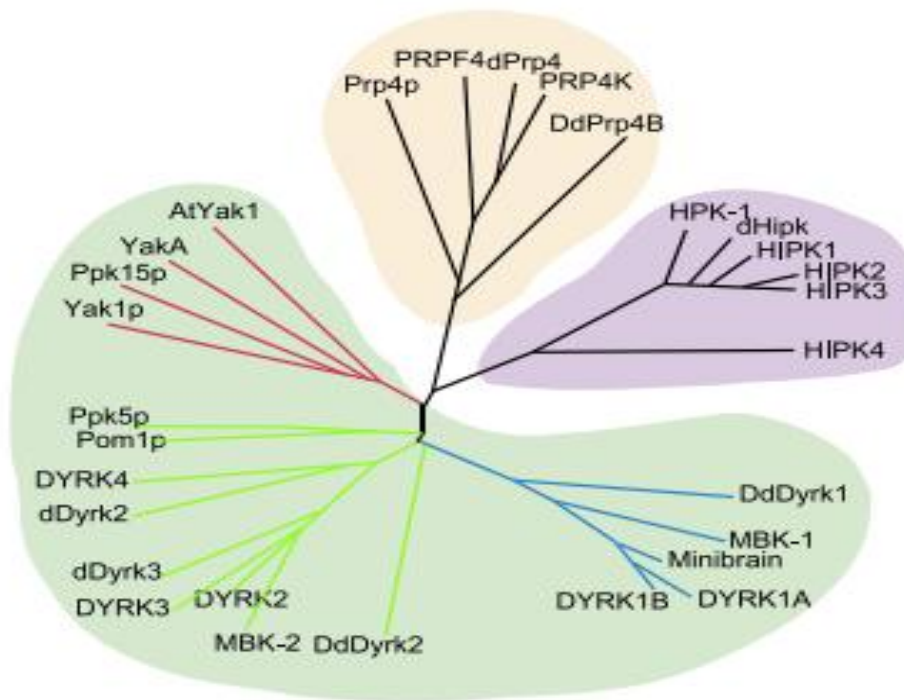 PRPF4 dPrp4
Prp4p
PRP4K
DdPrp4B
AtYak1
HPK-1
dHipk
YakA
HIPK1
Ppk15p
HIPK2
HIPK3
Yak1p
HIPK4
Ppk5p
Pom1p
DYRK4
DdDyrk1
dDyrk2
MBK-1
Minibrain
dDyrk3
DYRK2
DYRK1B
DYRK1A
DYRK3
MBK-2
DdDyrk2